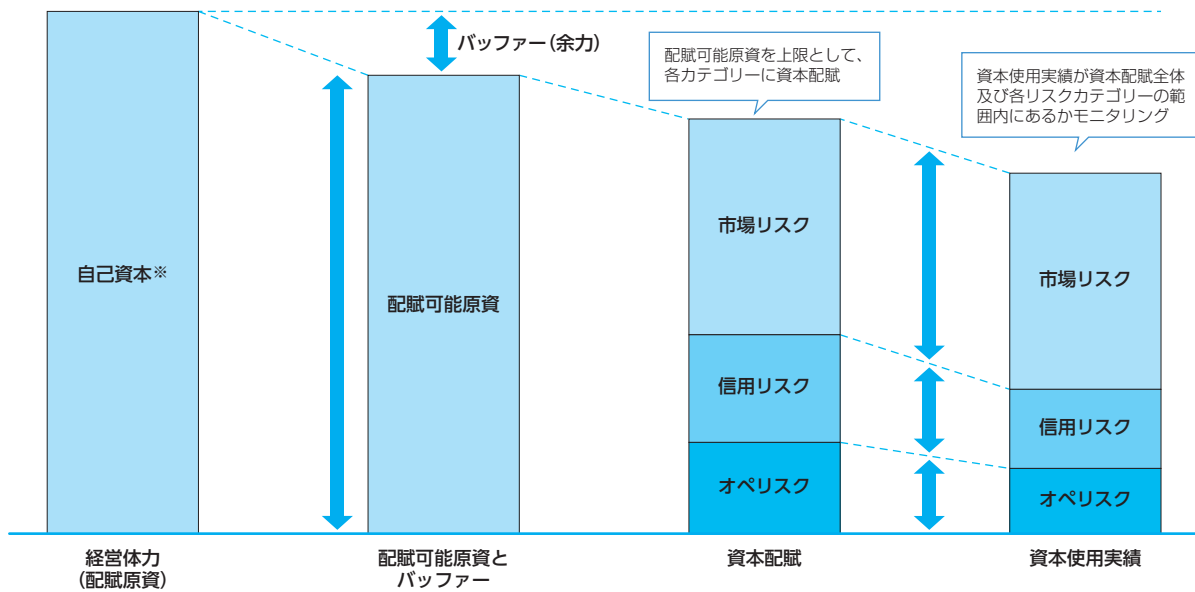 バッファー（余力）
配賦可能原資を上限として、
各カテゴリーに資本配賦
資本使用実績が資本配賦全体
及び各リスクカテゴリーの範
囲内にあるかモニタリング
自己資本※
配賦可能原資
市場リスク
信用リスク
オペリスク
市場リスク
信用リスク
オペリスク
経営体力
（配賦原資）
配賦可能原資と
バッファー
資本配賦
資本使用実績